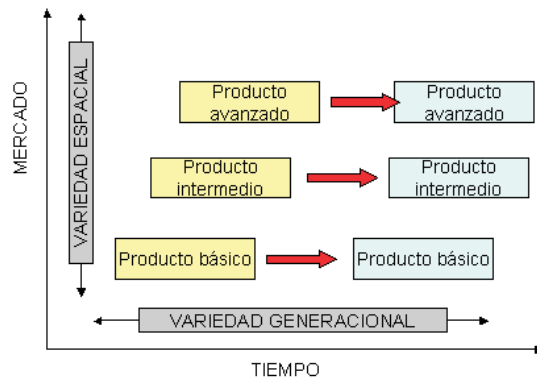 MERCADO
VARIEDAD ESPACIAL
Producto
avanzado
Producto
avanzado
Producto
intermedio
Producto
intermedio
Producto básico
Producto básico
VARIEDAD GENERACIONAL
TIEMPO